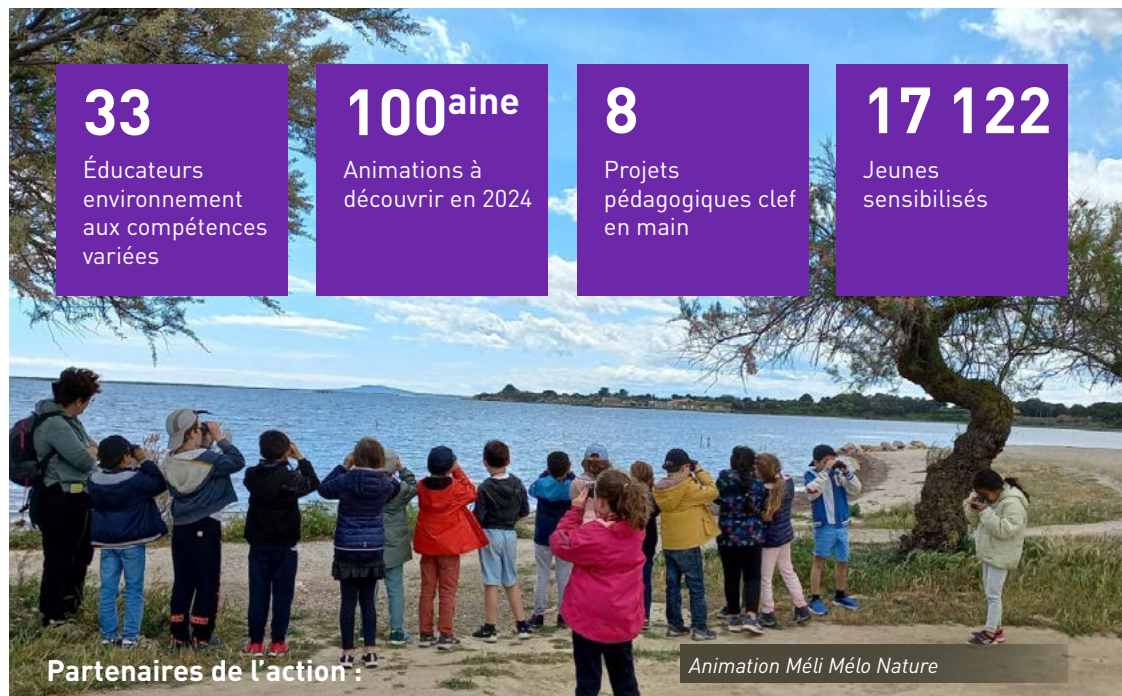 33
Éducateurs
environnement
aux compétences
variées
100aine
Animations à
découvrir en 2024
8
Projets
pédagogiques clef
en main
17 122
Jeunes
sensibilisés
Partenaires de l'action :
Animation Méli Mélo Nature